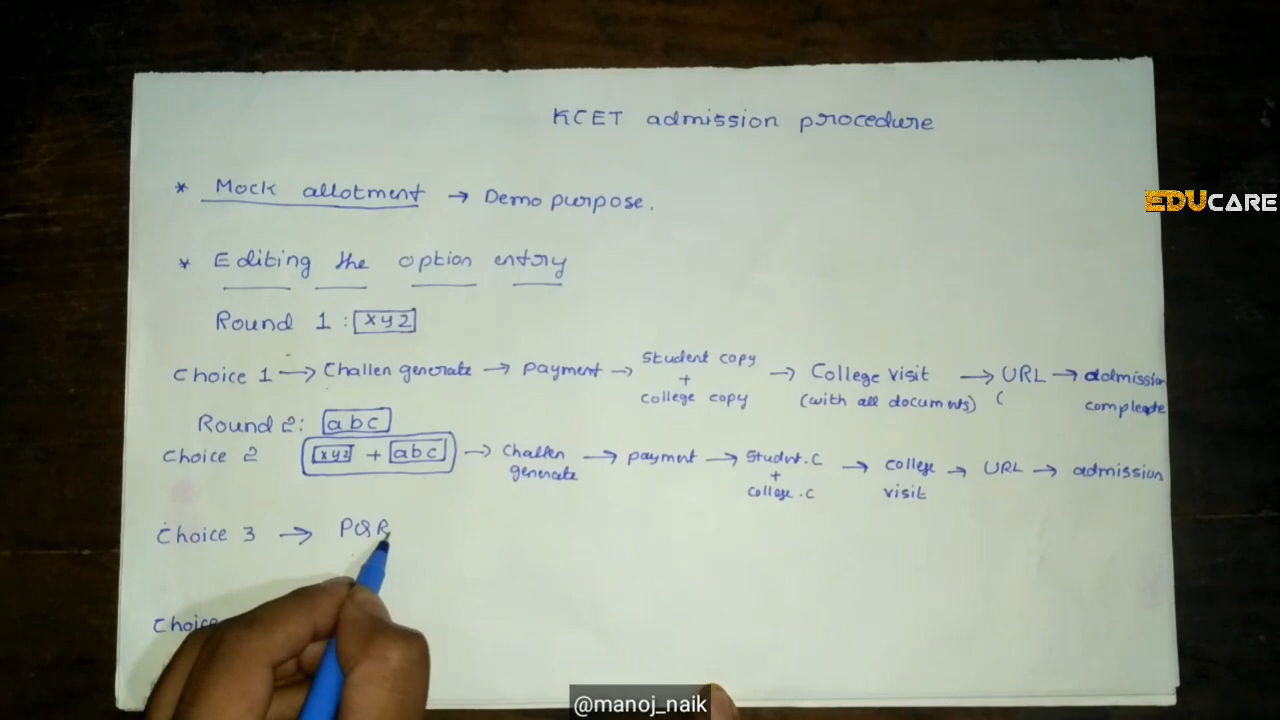 KCET admission procedure
* Mock allotment → Demo purpose.
EDUCARE
* Editing the option entry
Round 1 : xyz
Choice 1 → Challen generate → payment → Student copy + college copy → College visit (with all documents) → URL ( → admission compleate
Round 2: abc
Choice 2 xyz + abc → Challen generate → payment → Studnt.C + College.C → college visit → URL → admission
Choice 3 → PQR
Choice
@manoj_naik